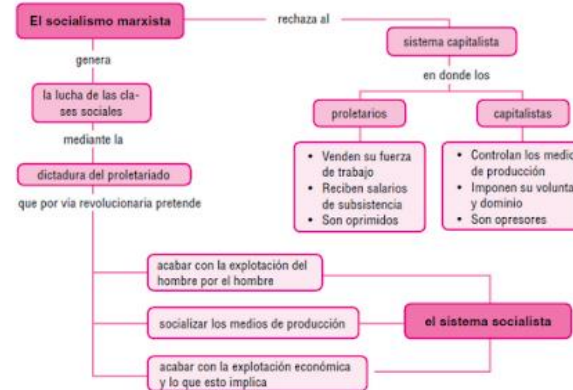 El socialismo marxista
rechaza al
sistema capitalista
genera
en donde los
la lucha de las cla-
ses sociales
proletarios
capitalistas
mediante la
• Venden su fuerza
de trabajo
• Reciben salarios
de subsistencia
• Son oprimidos
• Controlan los medio
de producción
• Imponen su volunta
y dominio
• Son opresores
dictadura del proletariado
que por vía revolucionaria pretende
acabar con la explotación del
hombre por el hombre
socializar los medios de producción
el sistema socialista
acabar con la explotación económica
y lo que esto implica